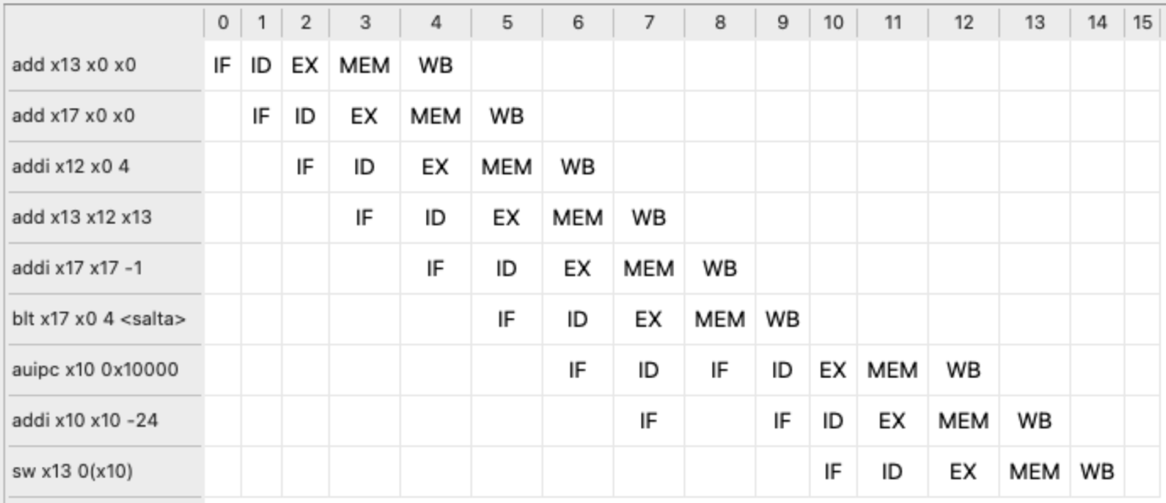 0 1 2 3 4 5 6 7 8 9 10 11 12 13 14 15
add x13 x0 x0 IF ID EX MEM WB
add x17 x0 x0 IF ID EX MEM WB
addi x12 x0 4 IF ID EX MEM WB
add x13 x12 x13 IF ID EX MEM WB
addi x17 x17 -1 IF ID EX MEM WB
blt x17 x0 4 <salta> IF ID EX MEM WB
auipc x10 0x10000 IF ID IF ID EX MEM WB
addi x10 x10 -24 IF IF ID EX MEM WB
sw x13 0(x10) IF ID EX MEM WB